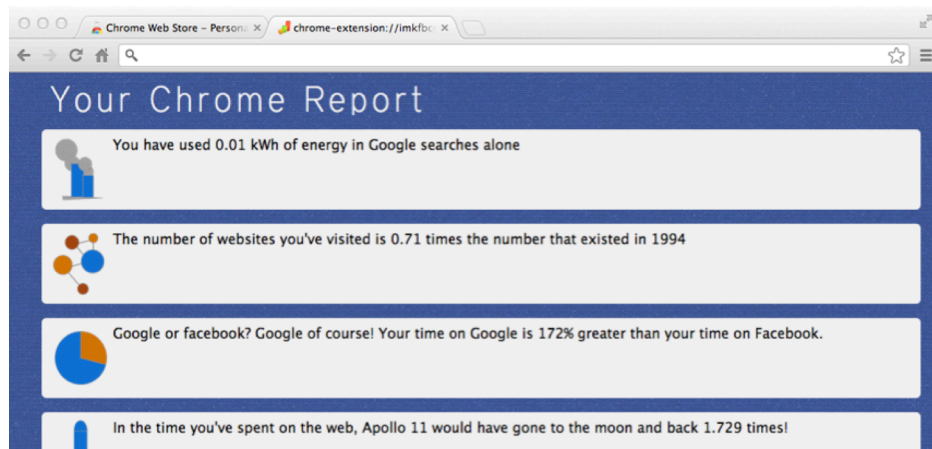 Chrome Web Store - Persona
chrome-extension://imkfbc
Your Chrome Report
You have used 0.01 kWh of energy in Google searches alone
The number of websites you've visited is 0.71 times the number that existed in 1994
Google or facebook? Google of course! Your time on Google is 172% greater than your time on Facebook.
In the time you've spent on the web, Apollo 11 would have gone to the moon and back 1.729 times!